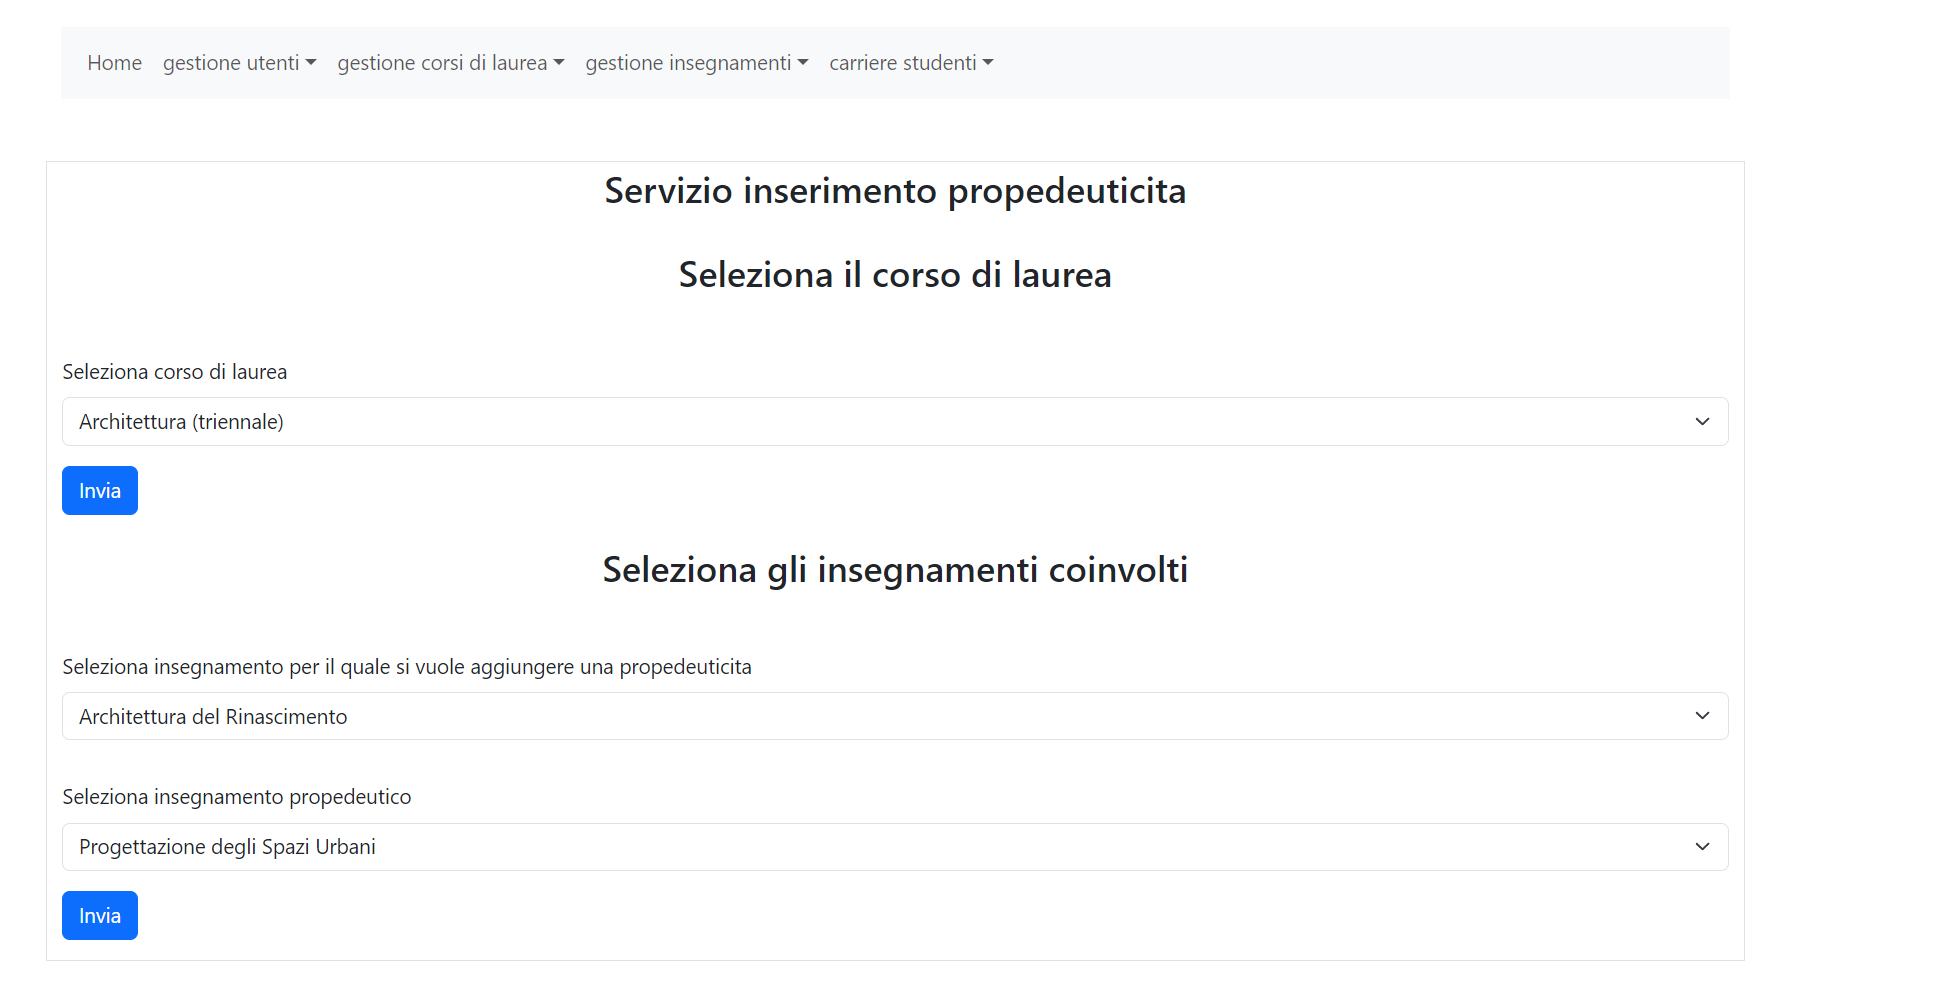 Home gestione utenti gestione corsi di laurea gestione insegnamenti carriere studenti
Servizio inserimento propedeuticita
Seleziona il corso di laurea
Seleziona corso di laurea
Architettura (triennale)
Invia
Seleziona gli insegnamenti coinvolti
Seleziona insegnamento per il quale si vuole aggiungere una propedeuticita
Architettura del Rinascimento
Seleziona insegnamento propedeutico
Progettazione degli Spazi Urbani
Invia